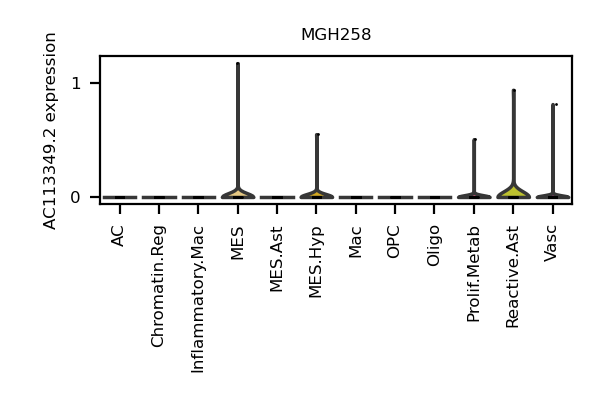 MGH258
AC113349.2 expression
1
0
AC
Chromatin.Reg
Inflammatory.Mac
MES
MES.Ast
MES.Hyp
Mac
OPC
Oligo
Prolif.Metab
Reactive.Ast
Vasc